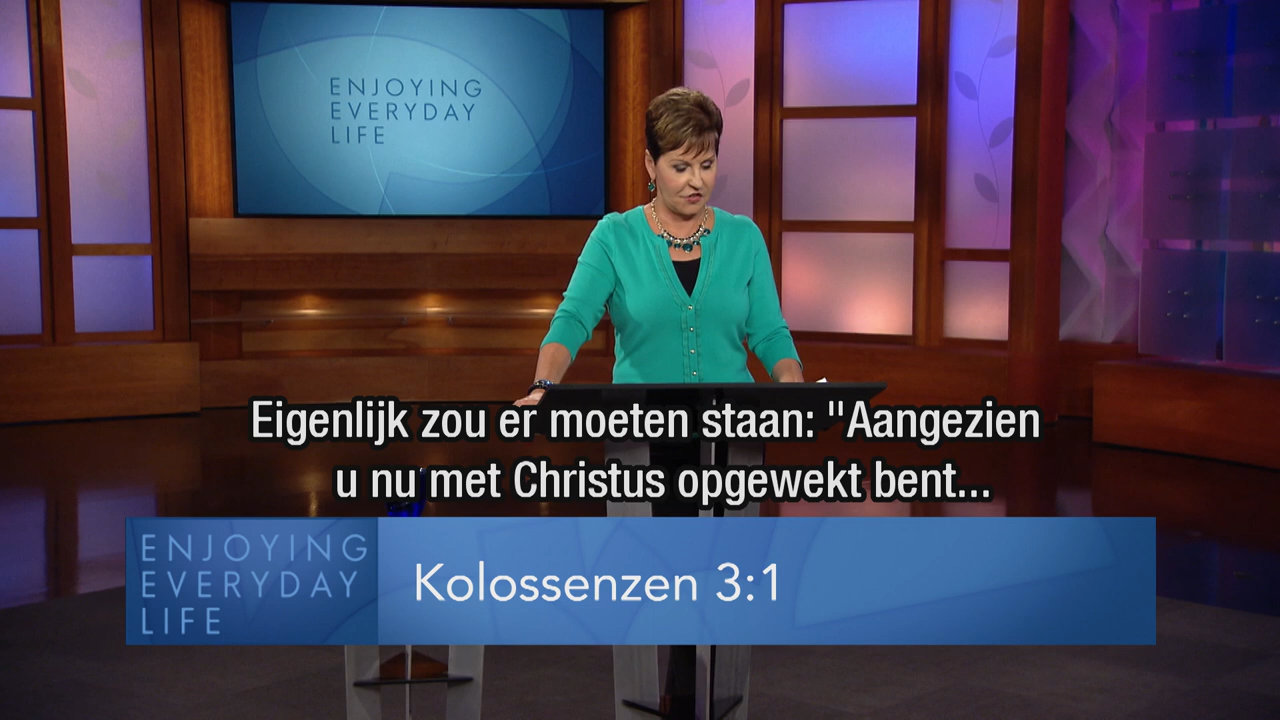 ENJOYING
EVERYDAY
LIFE
Eigenlijk zou er moeten staan: "Aangezien
u nu met Christus opgewekt bent...
ENJOYING
EVERYDAY
LIFE
Kolossenzen 3:1